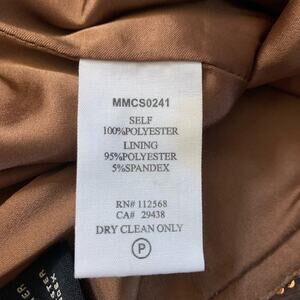 MMCS0241
SELF
100%POLYESTER
LINING
95%POLYESTER
5%SPANDEX
RN# 112568
CA# 29438
DRY CLEAN ONLY
P